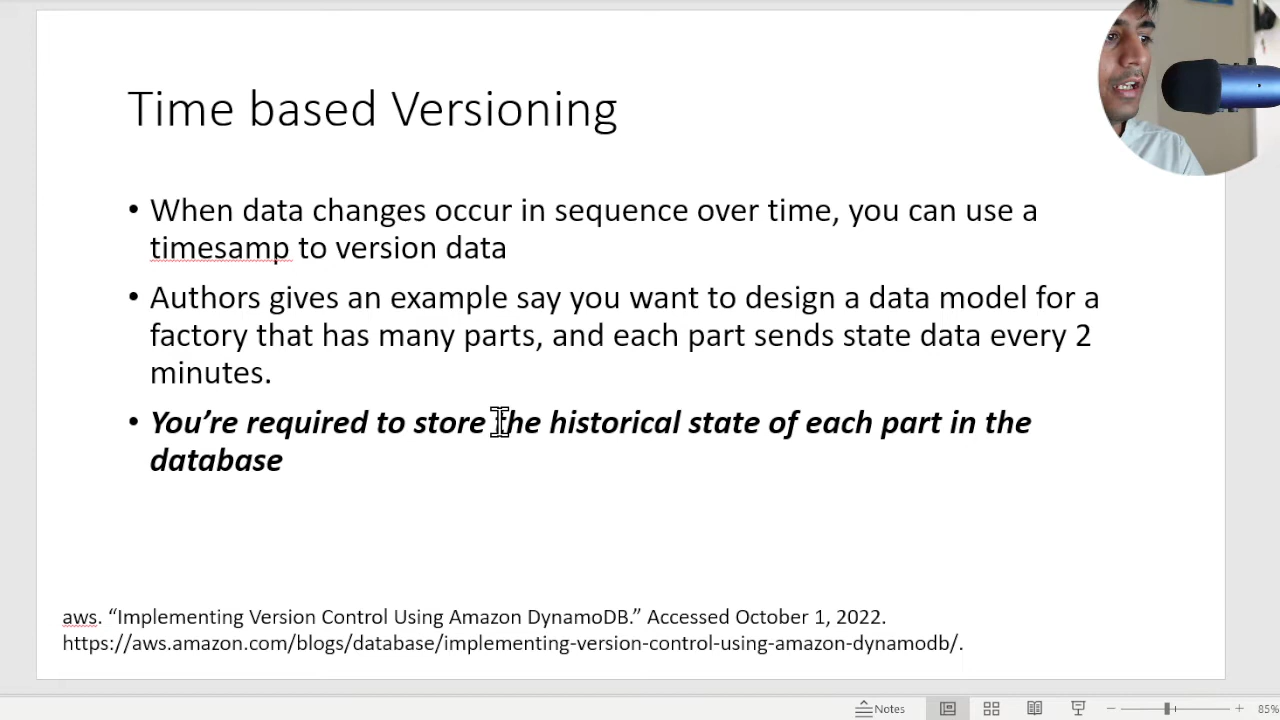 Time based Versioning
• When data changes occur in sequence over time, you can use a
timesamp to version data
• Authors gives an example say you want to design a data model for a
factory that has many parts, and each part sends state data every 2
minutes.
• You’re required to store the historical state of each part in the
database
aws. “Implementing Version Control Using Amazon DynamoDB.” Accessed October 1, 2022.
https://aws.amazon.com/blogs/database/implementing-version-control-using-amazon-dynamodb/.
Notes
85%